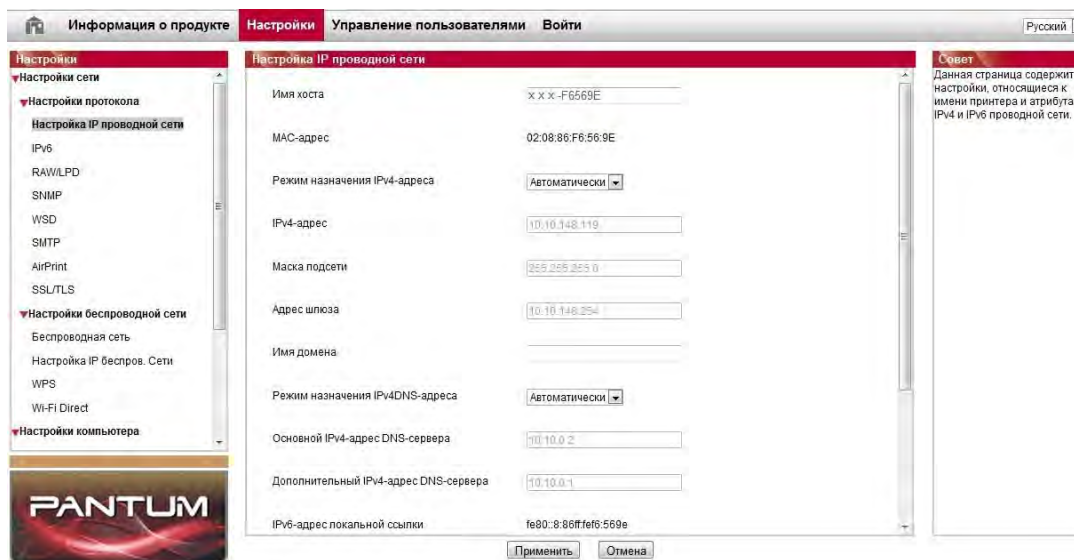 Информация о продукте Настройки Управление пользователями Войти Русский
Настройки
Настройки сети
Настройки протокола
Настройка IP проводной сети
IPv6
RAW/LPD
SNMP
WSD
SMTP
AirPrint
SSL/TLS
Настройки беспроводной сети
Беспроводная сеть
Настройка IP беспров. Сети
WPS
Wi-Fi Direct
Настройки компьютера
PANTUM
Настройка IP проводной сети
Имя хоста x x x -F6569E
MAC-адрес 02:08:86:F6:56:9E
Режим назначения IPv4-адреса Автоматически
IPv4-адрес 10.10.148.119
Маска подсети 255.255.255.0
Адрес шлюза 10.10.148.254
Имя домена
Режим назначения IPv4DNS-адреса Автоматически
Основной IPv4-адрес DNS-сервера 10.10.0.2
Дополнительный IPv4-адрес DNS-сервера 10.10.0.1
IPv6-адрес локальной ссылки fe80::8:86ff:fef6:569e
Применить Отмена
Совет
Данная страница содержит
настройки, относящиеся к
имени принтера и атрибута
IPv4 и IPv6 проводной сети.